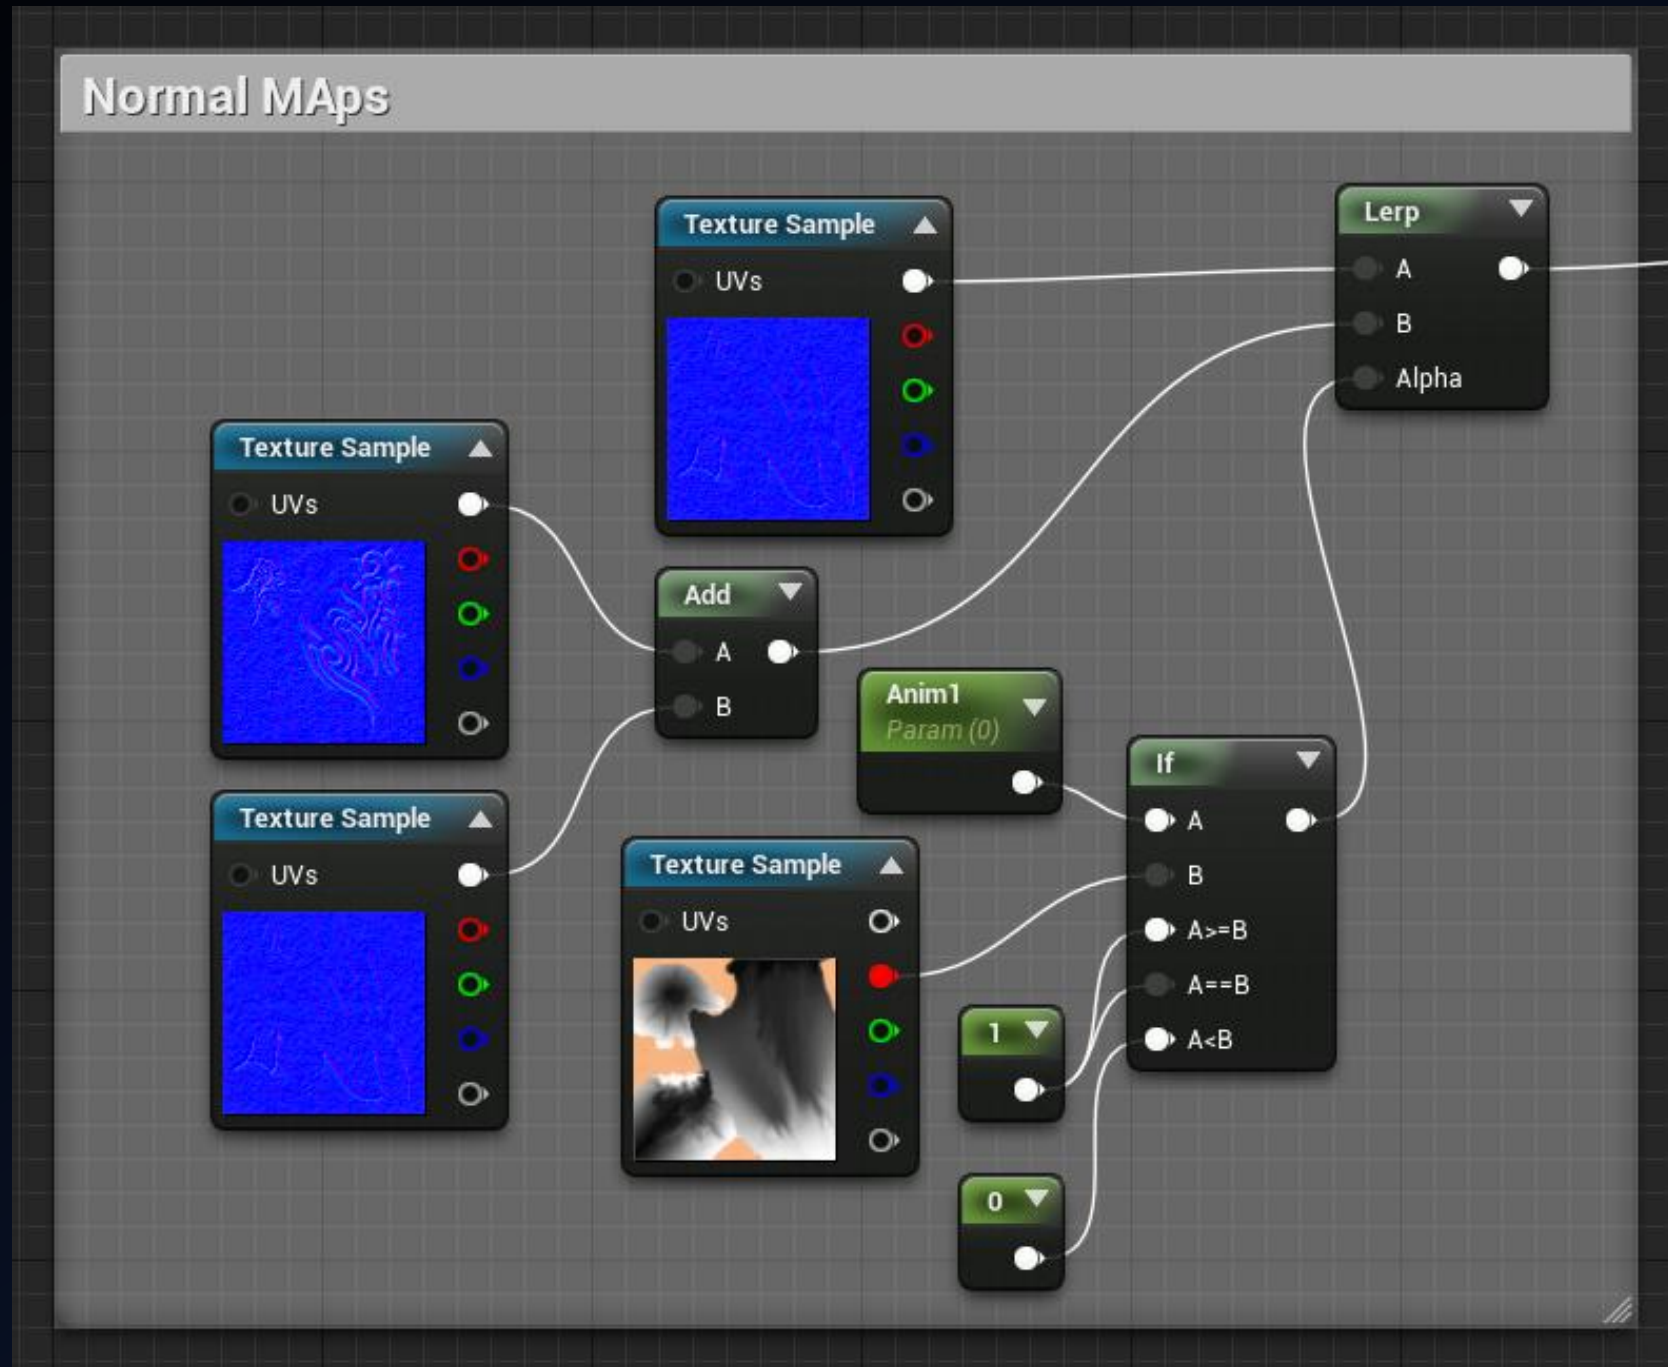 Normal MAps
Texture Sample
UVs
Lerp
A
B
Alpha
Texture Sample
UVs
Add
A
B
Anim1
Param (0)
If
A
B
A>=B
A==B
A<B
Texture Sample
UVs
Texture Sample
UVs
1
0